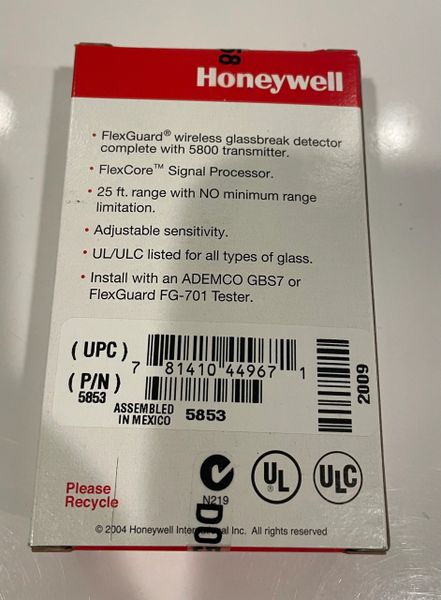 58
Honeywell
• FlexGuard® wireless glassbreak detector
complete with 5800 transmitter.
• FlexCore™ Signal Processor.
• 25 ft. range with NO minimum range
limitation.
• Adjustable sensitivity.
• UL/ULC listed for all types of glass.
• Install with an ADEMCO GBS7 or
FlexGuard FG-701 Tester.
(UPC)
7 81410 44967 1
(P/N)
5853
ASSEMBLED
IN MEXICO
5853
2009
Please
Recycle
N219
UL
®
ULC
© 2004 Honeywell Inc. All rights reserved